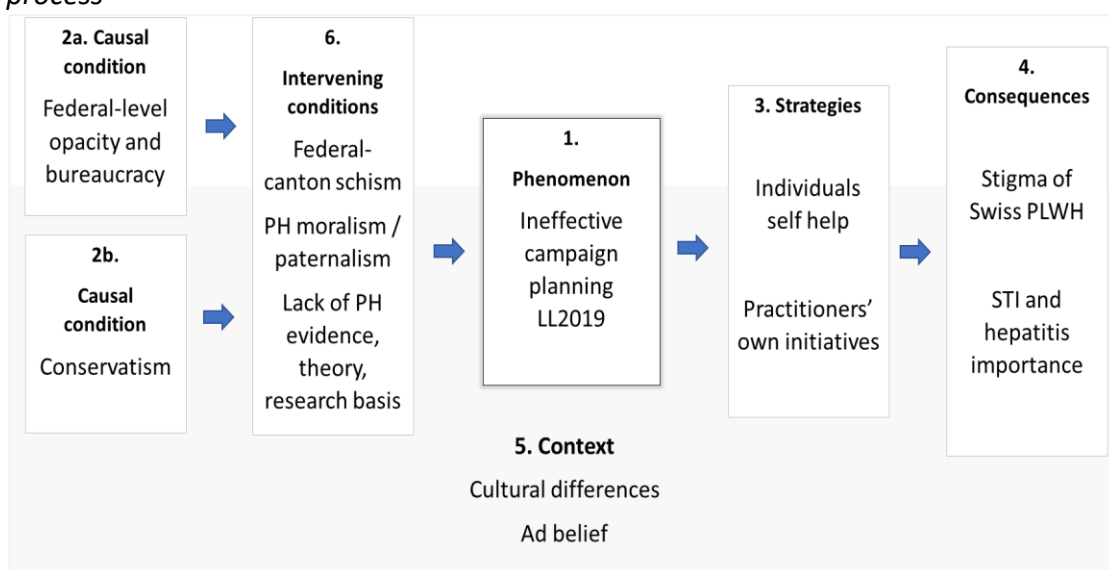 process
2a. Causal
condition
Federal-level
opacity and
bureaucracy
2b.
Causal
condition
Conservatism
6.
Intervening
conditions
Federal-
canton schism
PH moralism /
paternalism
Lack of PH
evidence,
theory,
research basis
1.
Phenomenon
Ineffective
campaign
planning
LL2019
3. Strategies
Individuals
self help
Practitioners’
own initiatives
4.
Consequences
Stigma of
Swiss PLWH
STI and
hepatitis
importance
5. Context
Cultural differences
Ad belief